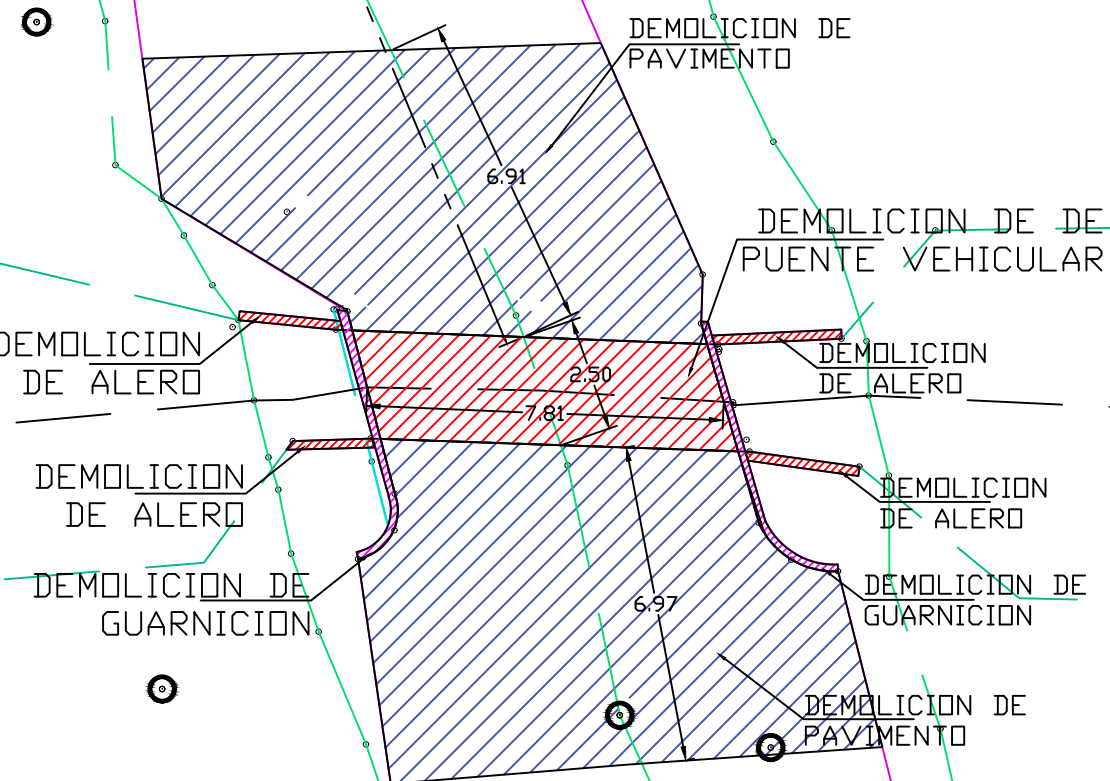 DEMOLICION DE
PAVIMENTO
6.91
DEMOLICION DE DE
PUENTE VEHICULAR
DEMOLICION
DE ALERO
DEMOLICION
DE ALERO
2.50
7.81
DEMOLICION
DE ALERO
DEMOLICION
DE ALERO
DEMOLICION DE
GUARNICION
DEMOLICION DE
GUARNICION
6.97
DEMOLICION DE
PAVIMENTO